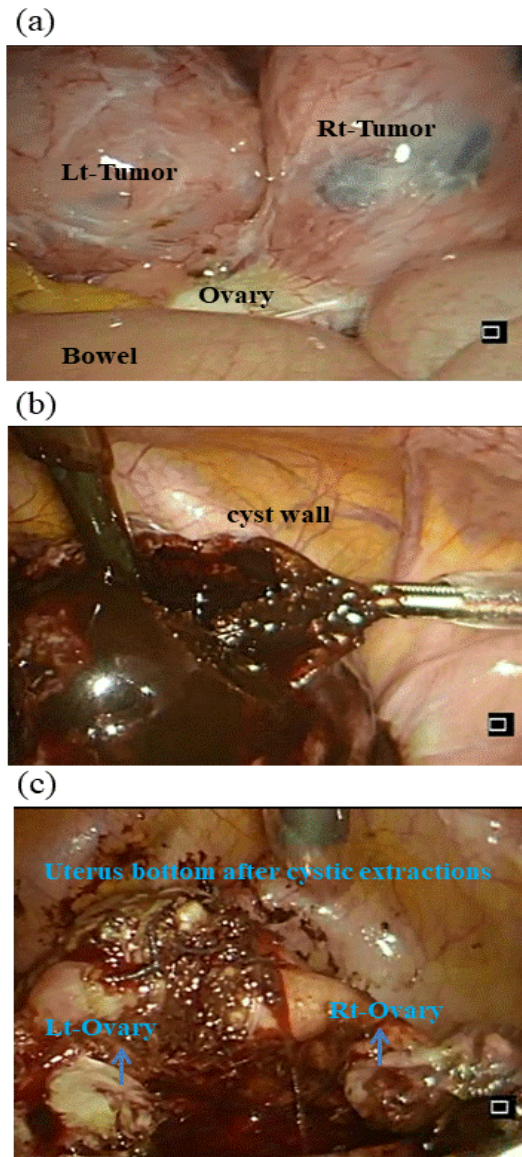 (a)
Rt-Tumor
Lt-Tumor
Ovary
Bowel
(b)
cyst wall
(c)
Uterus bottom after cystic extractions
Rt-Ovary
Lt-Ovary